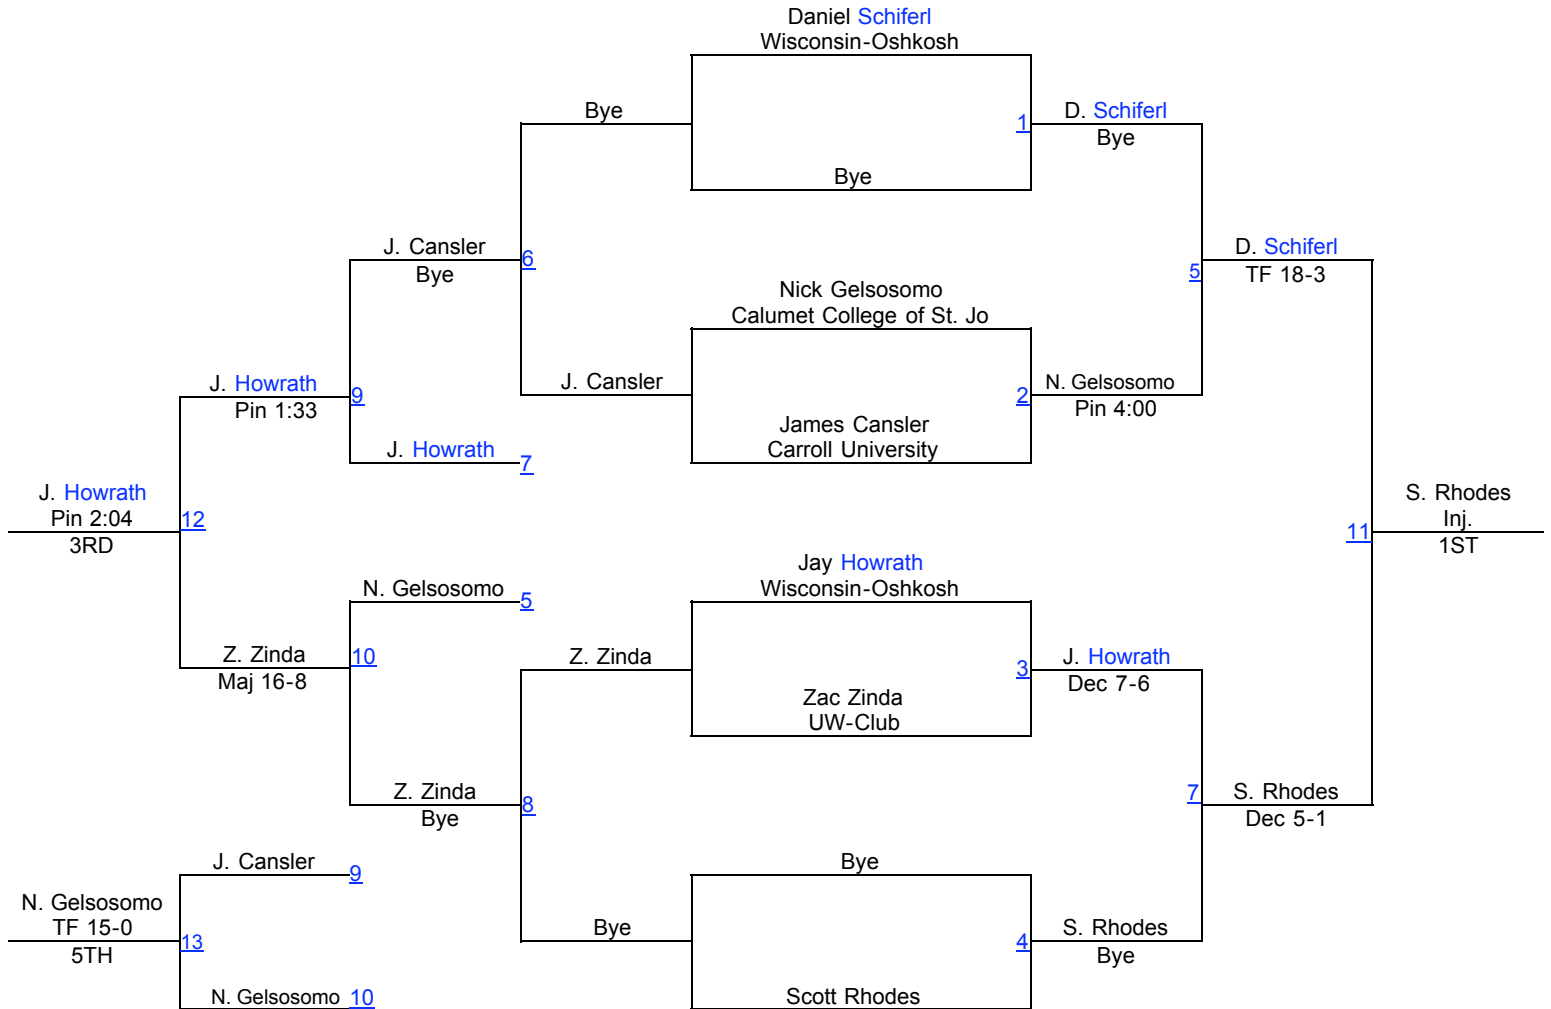 Daniel Schiferl
Wisconsin-Oshkosh
Bye
1
D. Schiferl
Bye
Bye
J. Cansler
Bye
6
D. Schiferl
TF 18-3
5
Nick Gelsosomo
Calumet College of St. Jo
J. Howrath
Pin 1:33
9
J. Cansler
2
N. Gelsosomo
Pin 4:00
James Cansler
Carroll University
J. Howrath
7
J. Howrath
Pin 2:04
3RD
12
S. Rhodes
Inj.
1ST
11
Jay Howrath
Wisconsin-Oshkosh
N. Gelsosomo
5
Z. Zinda
Maj 16-8
10
Z. Zinda
3
J. Howrath
Dec 7-6
Zac Zinda
UW-Club
Z. Zinda
Bye
8
7
S. Rhodes
Dec 5-1
J. Cansler
9
Bye
N. Gelsosomo
TF 15-0
5TH
13
Bye
4
S. Rhodes
Bye
N. Gelsosomo 10
Scott Rhodes